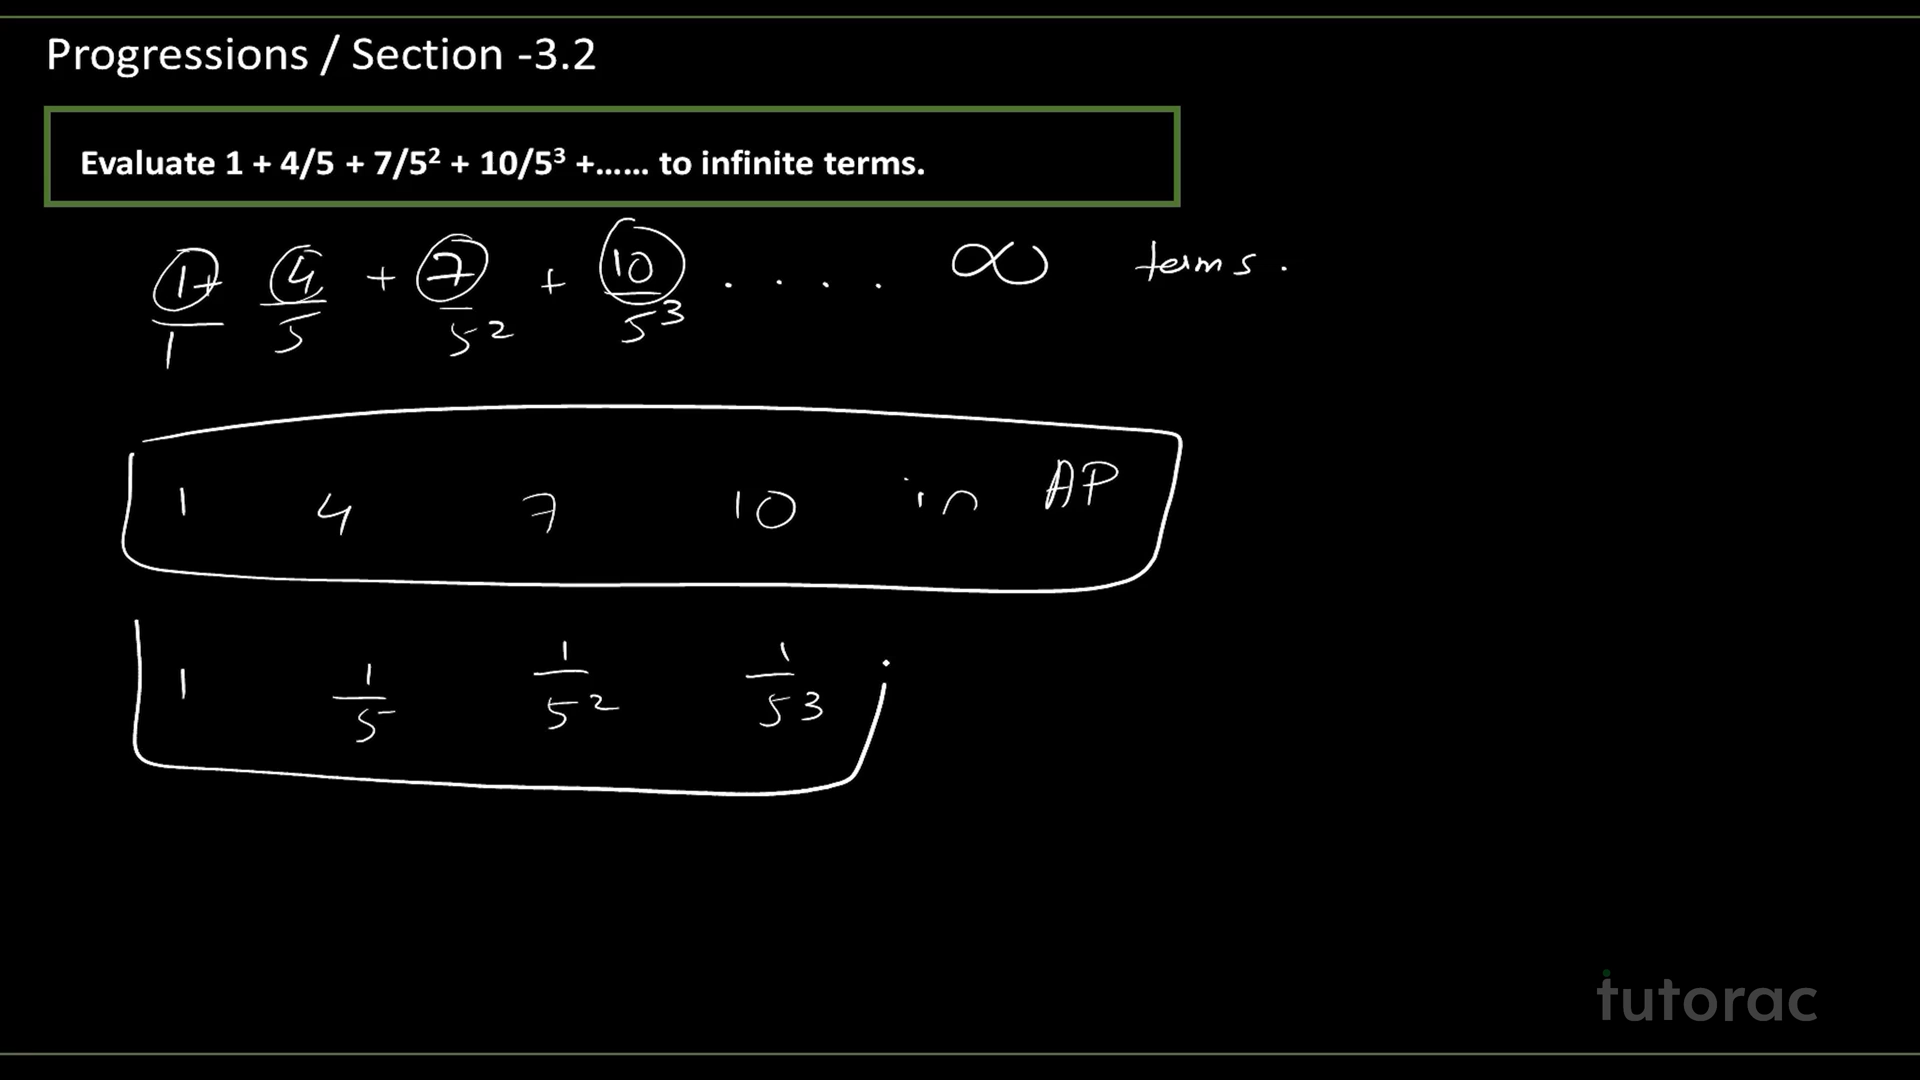 Progressions / Section -3.2
Evaluate 1 + 4/5 + 7/5² + 10/5³ +...... to infinite terms.
1/1 + 4/5 + 7/5² + 10/5³ . . . . ∞ terms.
1 4 7 10 in AP
1 1/5 1/5² 1/5³
tutorac